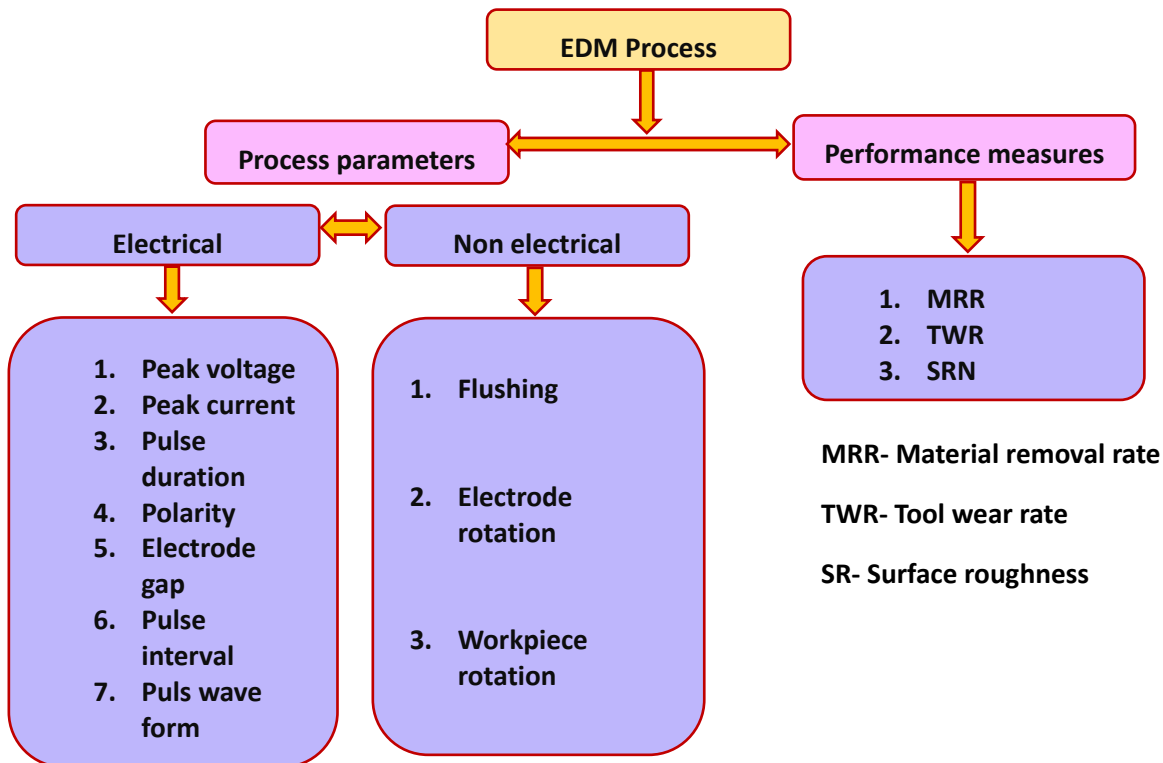 EDM Process
Process parameters
Performance measures
Electrical
Non electrical
1. Peak voltage
2. Peak current
3. Pulse
duration
4. Polarity
5. Electrode
gap
6. Pulse
interval
7. Puls wave
form
1. Flushing
2. Electrode
rotation
3. Workpiece
rotation
1. MRR
2. TWR
3. SRN
MRR- Material removal rate
TWR- Tool wear rate
SR- Surface roughness